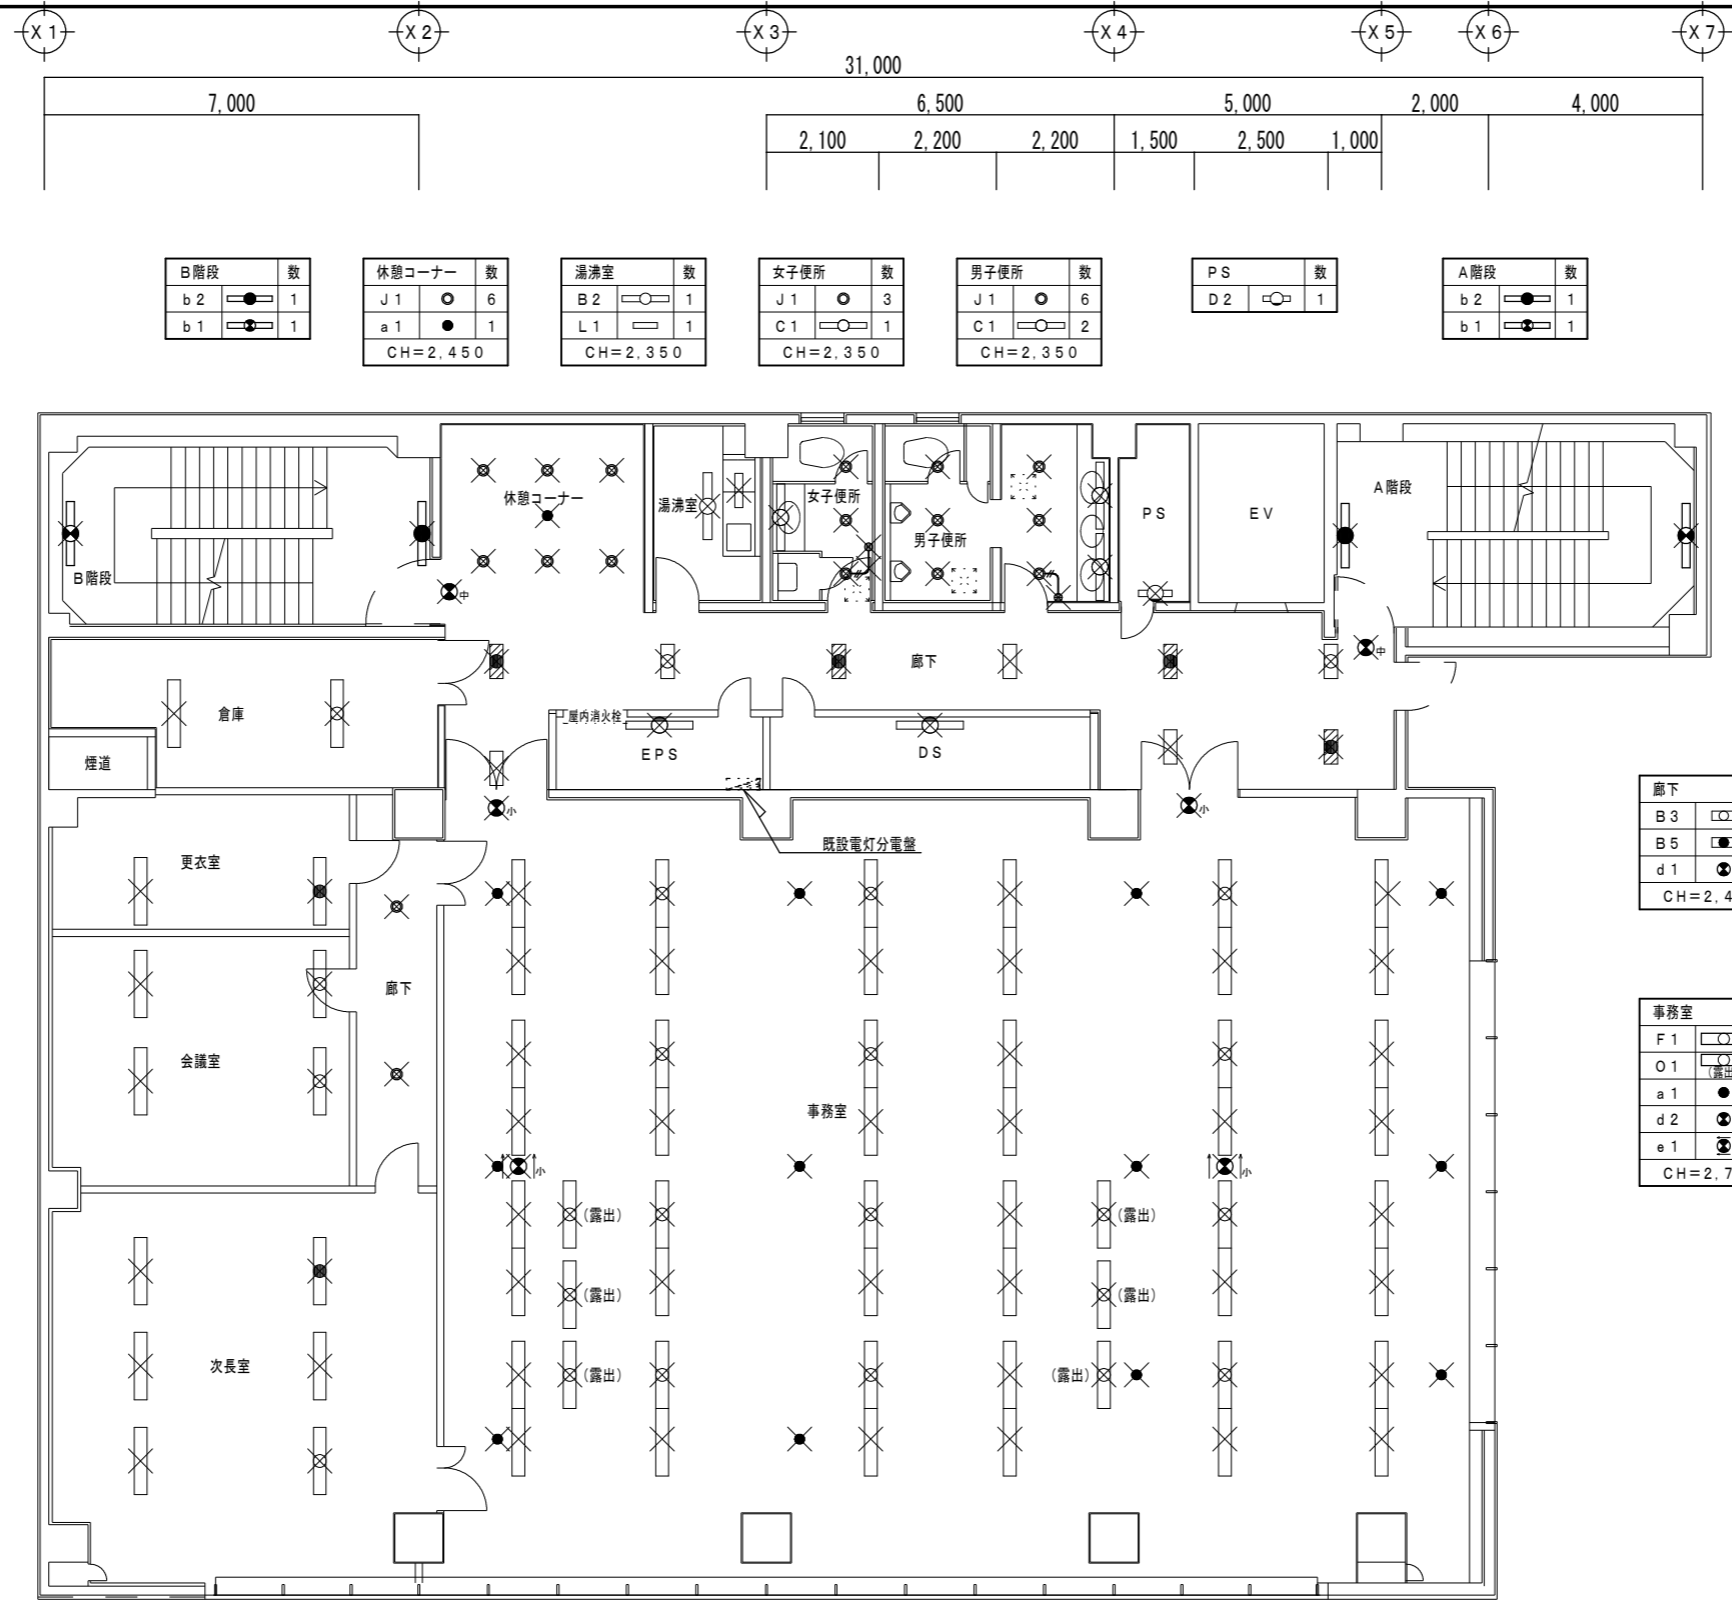 X1 X2 X3 X4 X5 X6 X7
31,000
7,000 6,500 5,000 2,000 4,000
2,100 2,200 2,200 1,500 2,500 1,000
B階段 数
b2 1
b1 1
休憩コーナー 数
J1 6
a1 1
CH=2,450
湯沸室 数
B2 1
L1 1
CH=2,350
女子便所 数
J1 3
C1 1
CH=2,350
男子便所 数
J1 6
C1 2
CH=2,350
PS 数
D2 1
A階段 数
b2 1
b1 1
休憩コーナー
湯沸室
女子便所
男子便所
PS
EV
A階段
B階段
中
中
廊下
倉庫
屋内消火栓
EPS
DS
煙道
小
小
既設電灯分電盤
廊下
B3
B5
d1
CH=2,4
更衣室
廊下
会議室
事務室
事務室
F1
O1
(露出
a1
d2
e1
CH=2,7
小
小
(露出)
(露出)
(露出)
(露出)
(露出)
(露出)
次長室